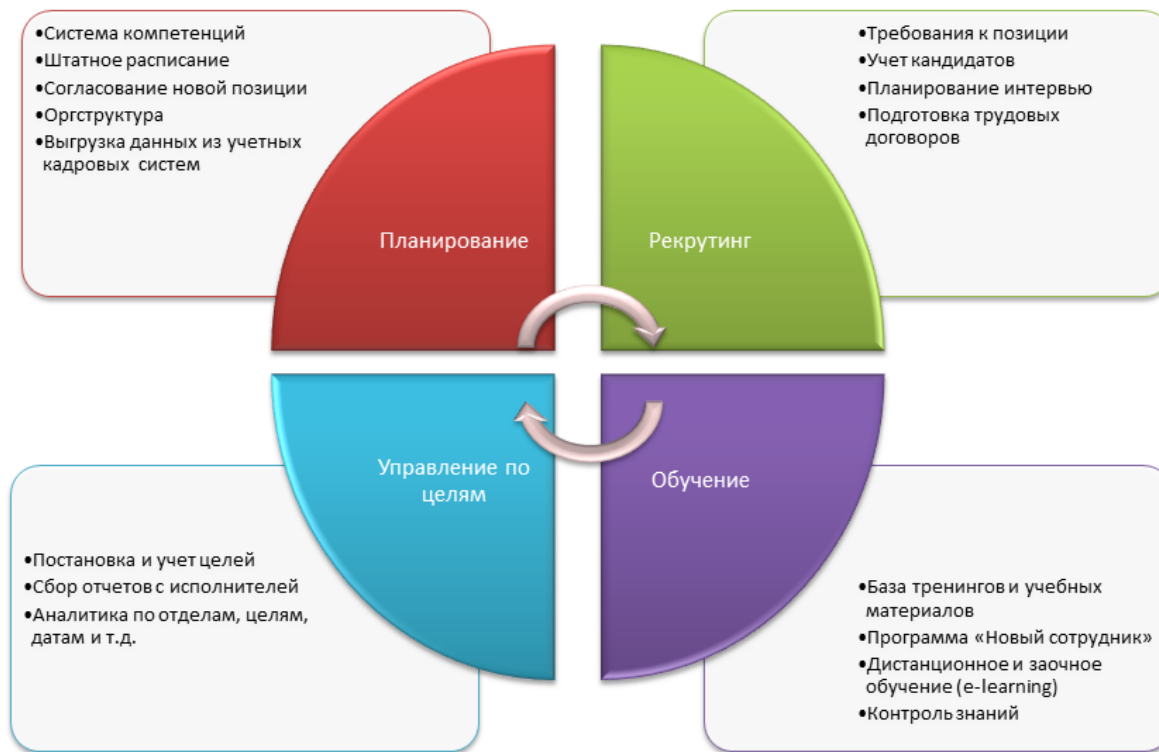 •Система компетенций
•Штатное расписание
•Согласование новой позиции
•Оргструктура
•Выгрузка данных из учетных
кадровых систем
Планирование
•Требования к позиции
•Учет кандидатов
•Планирование интервью
•Подготовка трудовых
договоров
Рекрутинг
Управление по
целям
•Постановка и учет целей
•Сбор отчетов с исполнителей
•Аналитика по отделам, целям,
датам и т.д.
Обучение
•База тренингов и учебных
материалов
•Программа «Новый сотрудник»
•Дистанционное и заочное
обучение (e-learning)
•Контроль знаний